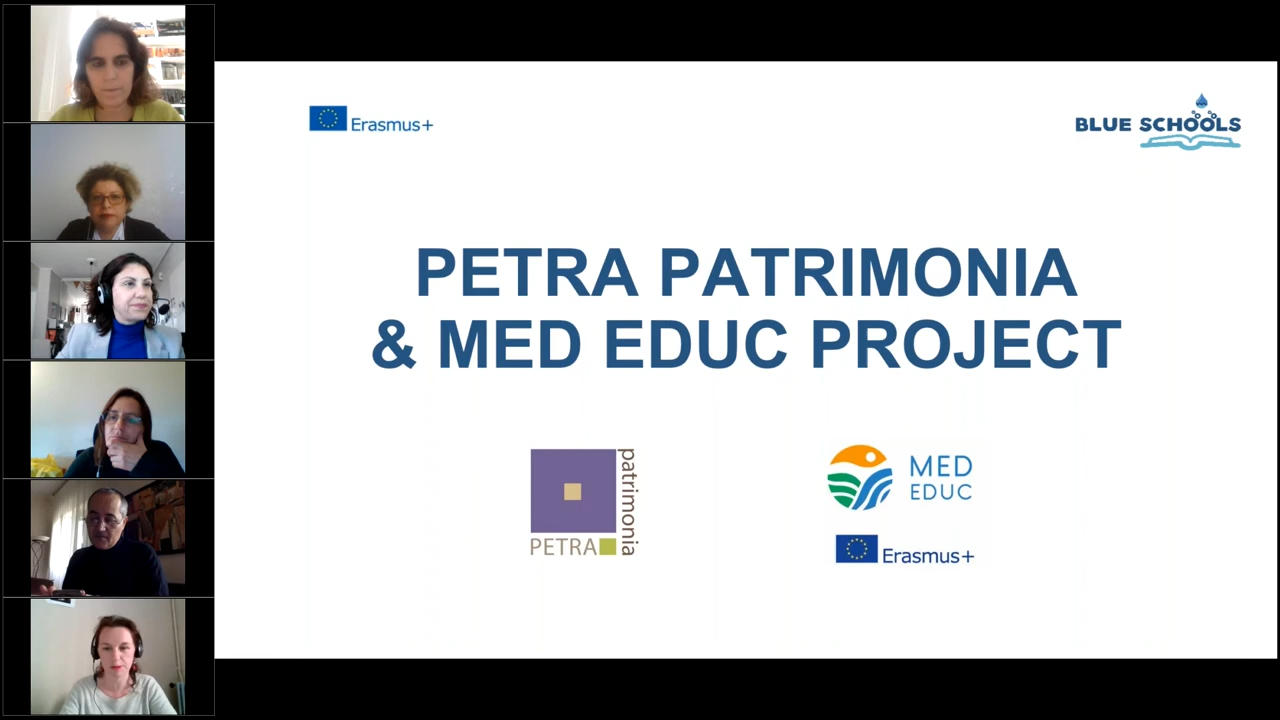 Erasmus+
BLUE SCHOOLS
PETRA PATRIMONIA
& MED EDUC PROJECT
patrimonia
PETRA
MED
EDUC
Erasmus+